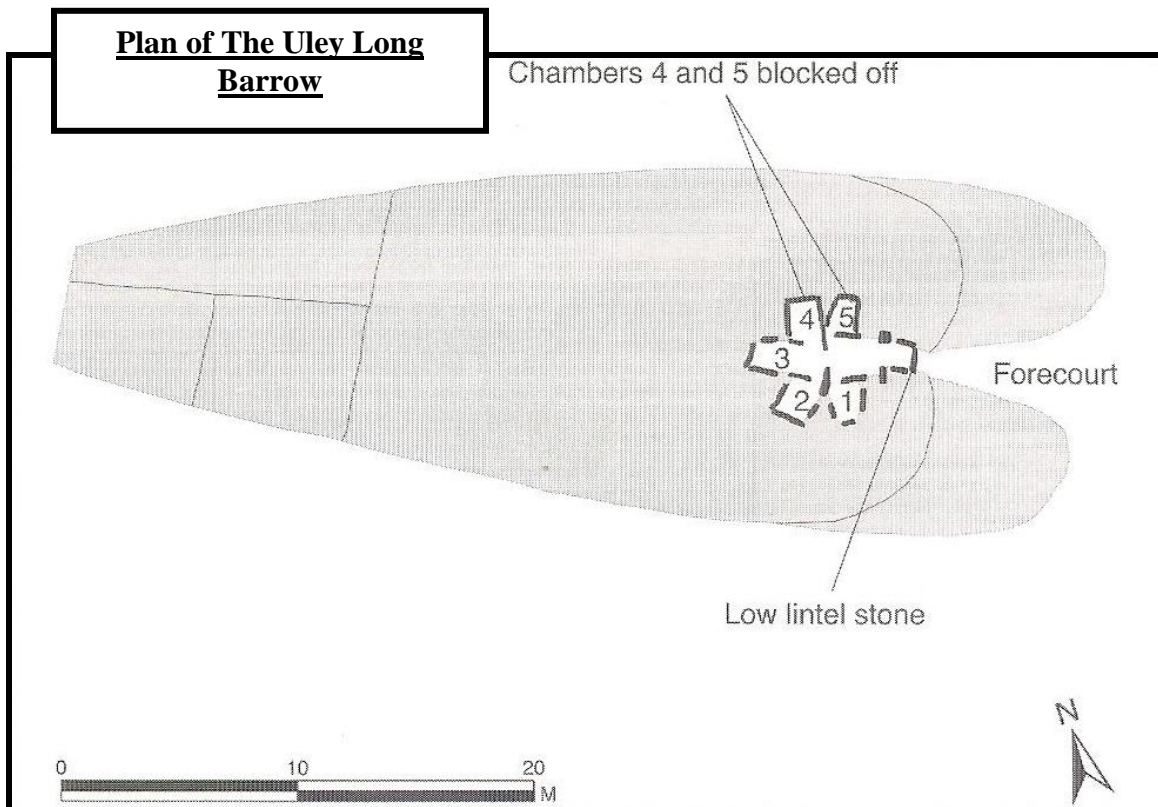 Plan of The Uley Long
Barrow
Chambers 4 and 5 blocked off
4
5
3
2
1
Forecourt
Low lintel stone
N
0 10 20
M